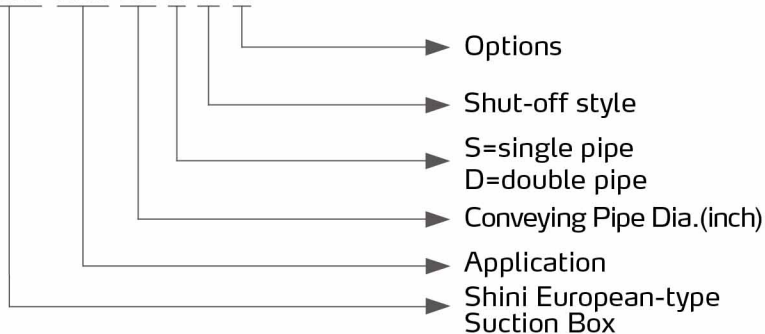 Options
Shut-off style
S=single pipe
D=double pipe
Conveying Pipe Dia.(inch)
Application
Shini European-type
Suction Box